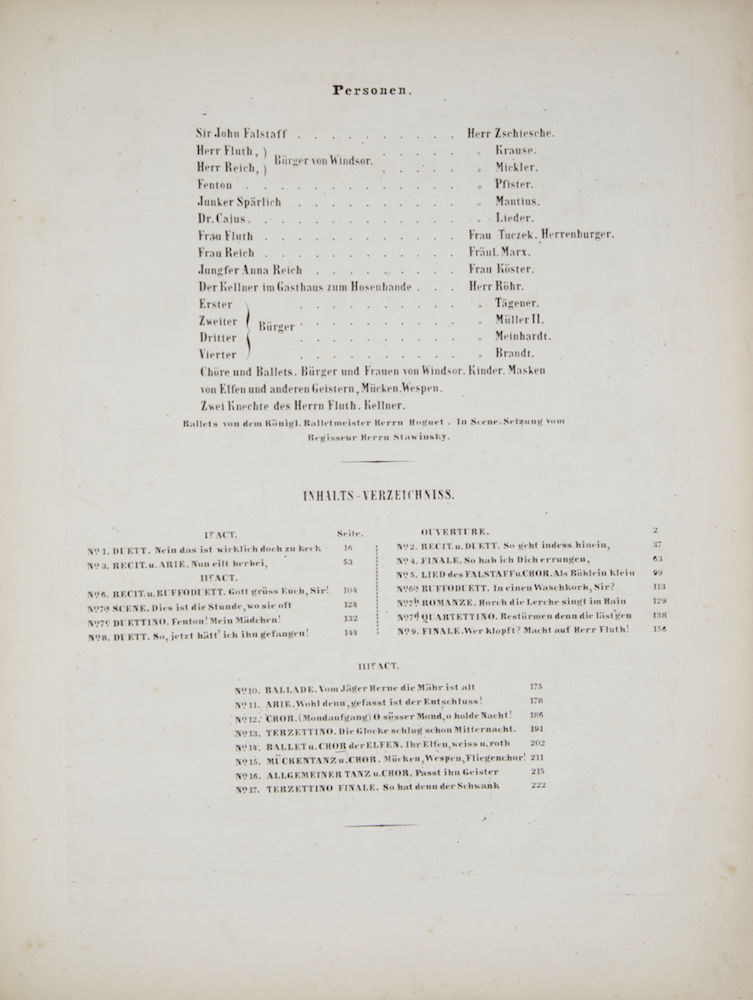 Personen.
Sir John Falstaff . . . . . . . . . . Herr Zschiesche.
Herr Fluth, ) . . . . . „ Krause.
Bürger von Windsor.
Herr Reich, ) . . . . . „ Mickler.
Fenton . . . . . . . . . . . . „ Pfister.
Junker Spärlich . . . . . . . . . . „ Mantius.
Dr. Cajus. . . . . . . . . . . . „ Lieder.
Frau Fluth . . . . . . . . . . . Frau Tuczek. Herrenburger.
Frau Reich . . . . . . . . . . . Fräul. Marx.
Jungfer Anna Reich . . . . . . . . Frau Köster.
Der Kellner im Gasthaus zum Hosenbande . . . Herr Röhr.
Erster . . . . . . . . . „ Tägener.
Zweiter . . . . . . . . . „ Müller II.
Bürger
Dritter . . . . . . . . . „ Meinhardt.
Vierter . . . . . . . . . „ Brandt.
Chöre und Ballets. Bürger und Frauen von Windsor. Kinder. Masken
von Elfen und anderen Geistern, Mücken, Wespen.
Zwei Knechte des Herrn Fluth. Kellner.
Ballets von dem Königl. Balletmeister Herrn Hoguet. In Scene-Setzung vom
Regisseur Herrn Stawinsky.
INHALTS-VERZEICHNISS.
Ir ACT. Seite.
No 1. DUETT. Nein das ist wirklich doch zu keck 16
No 3. RECIT. u. ARIE. Nun eilt herbei, 53
IIr ACT.
No 6. RECIT. u. BUFFODUETT. Gott grüss Euch, Sir! 104
No 7a SCENE. Dies ist die Stunde, wo sie oft 124
No 7c DUETTINO. Fenton! Mein Mädchen! 132
No 8. DUETT. So, jetzt hätt' ich ihn gefangen! 144
OUVERTURE. 2
No 2. RECIT. u. DUETT. So geht indess hinein, 37
No 4. FINALE. So hab ich Dich errungen, 63
No 5. LIED des FALSTAFF u. CHOR. Als Büblein klein 99
No 6a BUFFODUETT. In einen Waschkorb, Sir? 113
No 7b ROMANZE. Horch die Lerche singt im Hain 129
No 7d QUARTETTINO. Bestürmen denn die läst'gen 138
No 9. FINALE. Wer klopft? Macht auf Herr Fluth! 156
IIIr ACT.
No 10. BALLADE. Vom Jäger Herne die Mähr ist alt 175
No 11. ARIE. Wohl denn, gefasst ist der Entschluss! 178
No 12. CHOR. (Mondaufgang) O süsser Mond, o holde Nacht! 186
No 13. TERZETTINO. Die Glocke schlug schon Mitternacht. 191
No 14. BALLET u. CHOR der ELFEN. Ihr Elfen, weiss u. roth 202
No 15. MÜCKENTANZ u. CHOR. Mücken, Wespen, Fliegenchor! 211
No 16. ALLGEMEINER TANZ u. CHOR. Passt ihn Geister 215
No 17. TERZETTINO FINALE. So hat denn der Schwank 222